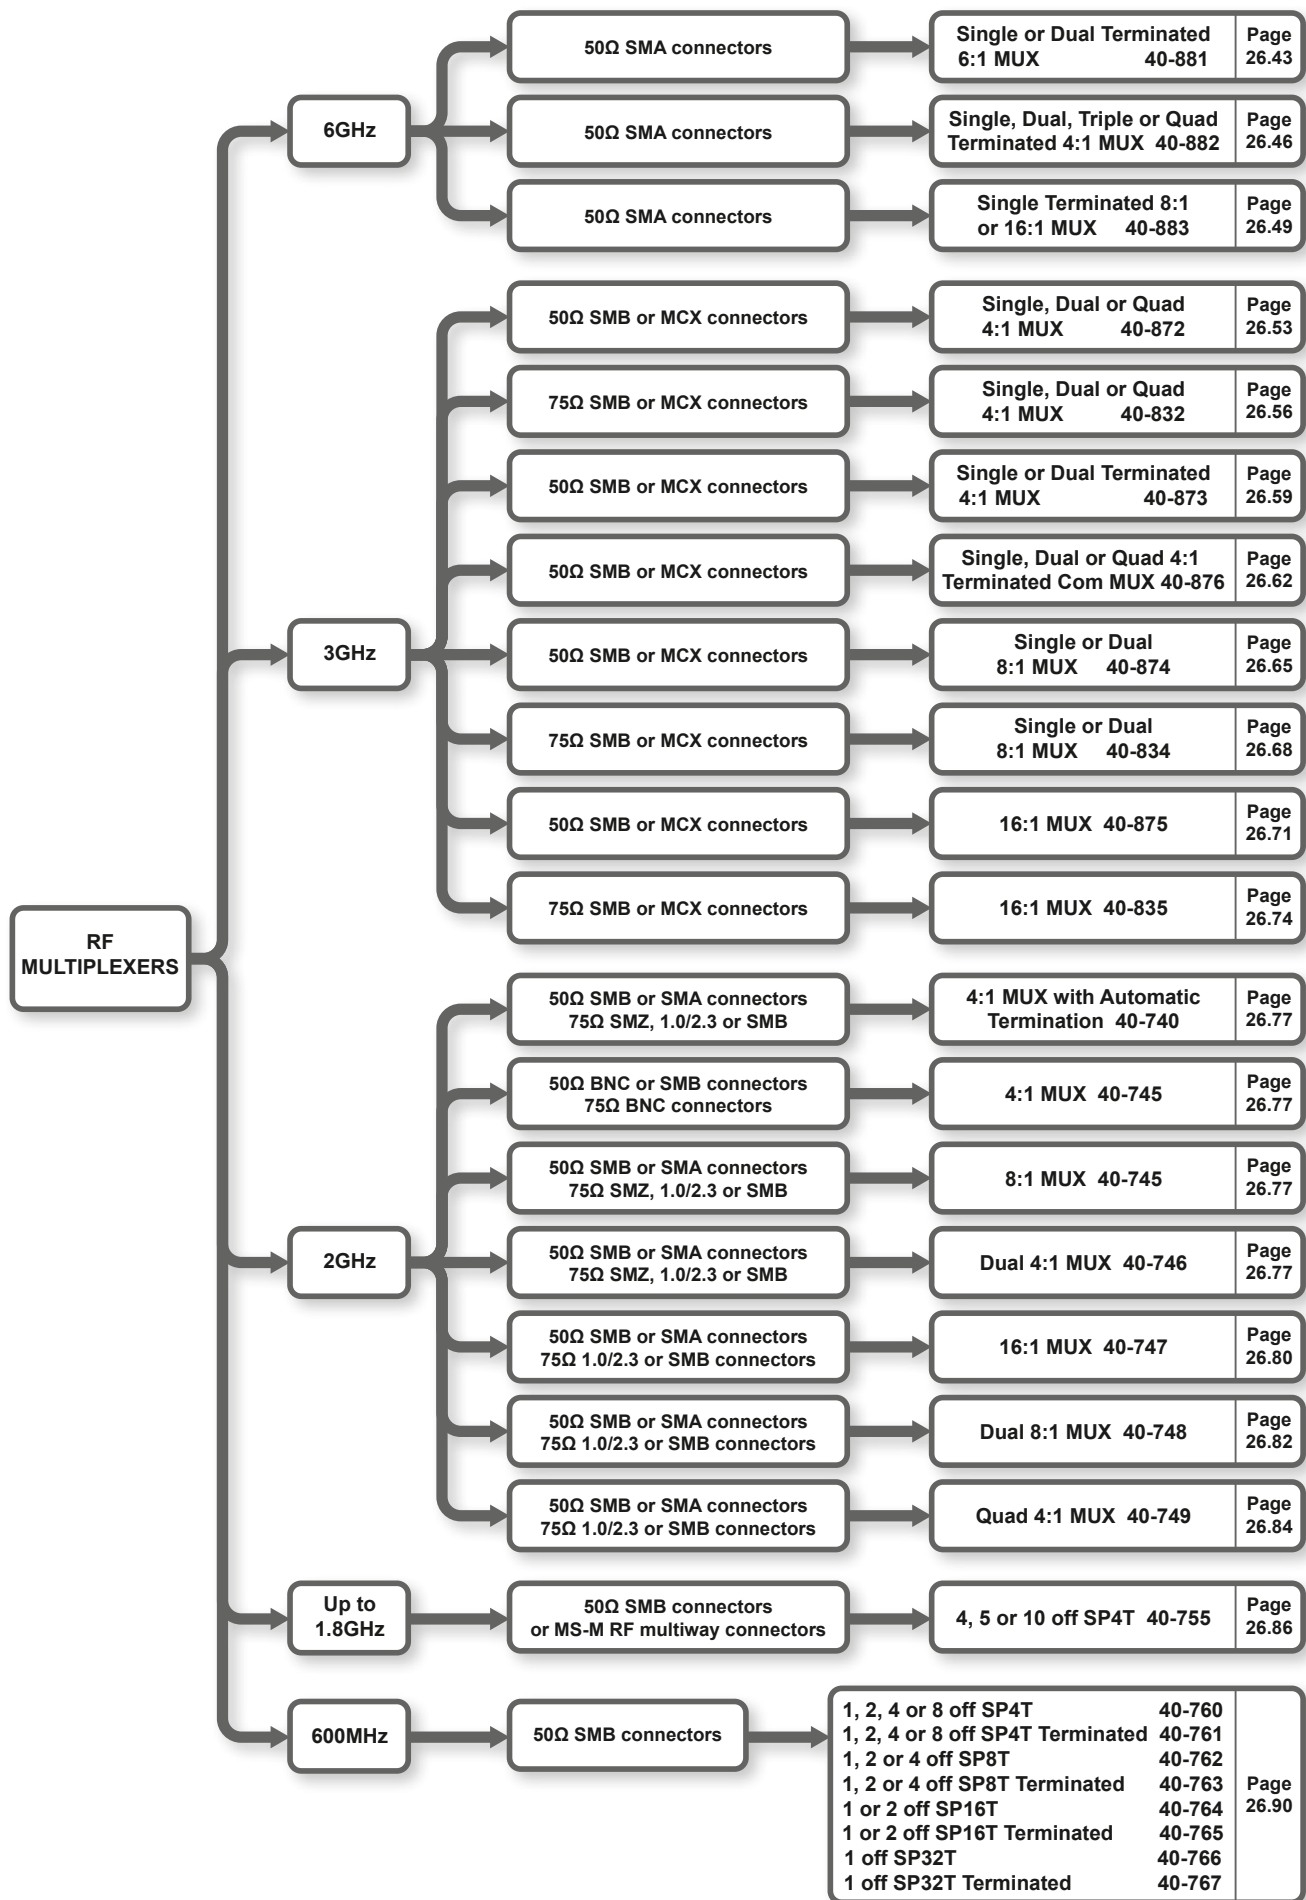 RF
MULTIPLEXERS
6GHz
50Ω SMA connectors
Single or Dual Terminated
6:1 MUX 40-881
Page
26.43
50Ω SMA connectors
Single, Dual, Triple or Quad
Terminated 4:1 MUX 40-882
Page
26.46
50Ω SMA connectors
Single Terminated 8:1
or 16:1 MUX 40-883
Page
26.49
3GHz
50Ω SMB or MCX connectors
Single, Dual or Quad
4:1 MUX 40-872
Page
26.53
75Ω SMB or MCX connectors
Single, Dual or Quad
4:1 MUX 40-832
Page
26.56
50Ω SMB or MCX connectors
Single or Dual Terminated
4:1 MUX 40-873
Page
26.59
50Ω SMB or MCX connectors
Single, Dual or Quad 4:1
Terminated Com MUX 40-876
Page
26.62
50Ω SMB or MCX connectors
Single or Dual
8:1 MUX 40-874
Page
26.65
75Ω SMB or MCX connectors
Single or Dual
8:1 MUX 40-834
Page
26.68
50Ω SMB or MCX connectors
16:1 MUX 40-875
Page
26.71
75Ω SMB or MCX connectors
16:1 MUX 40-835
Page
26.74
2GHz
50Ω SMB or SMA connectors
75Ω SMZ, 1.0/2.3 or SMB
4:1 MUX with Automatic
Termination 40-740
Page
26.77
50Ω BNC or SMB connectors
75Ω BNC connectors
4:1 MUX 40-745
Page
26.77
50Ω SMB or SMA connectors
75Ω SMZ, 1.0/2.3 or SMB
8:1 MUX 40-745
Page
26.77
50Ω SMB or SMA connectors
75Ω SMZ, 1.0/2.3 or SMB
Dual 4:1 MUX 40-746
Page
26.77
50Ω SMB or SMA connectors
75Ω 1.0/2.3 or SMB connectors
16:1 MUX 40-747
Page
26.80
50Ω SMB or SMA connectors
75Ω 1.0/2.3 or SMB connectors
Dual 8:1 MUX 40-748
Page
26.82
50Ω SMB or SMA connectors
75Ω 1.0/2.3 or SMB connectors
Quad 4:1 MUX 40-749
Page
26.84
Up to
1.8GHz
50Ω SMB connectors
or MS-M RF multiway connectors
4, 5 or 10 off SP4T 40-755
Page
26.86
600MHz
50Ω SMB connectors
1, 2, 4 or 8 off SP4T 40-760
1, 2, 4 or 8 off SP4T Terminated 40-761
1, 2 or 4 off SP8T 40-762
1, 2 or 4 off SP8T Terminated 40-763
1 or 2 off SP16T 40-764
1 or 2 off SP16T Terminated 40-765
1 off SP32T 40-766
1 off SP32T Terminated 40-767
Page
26.90